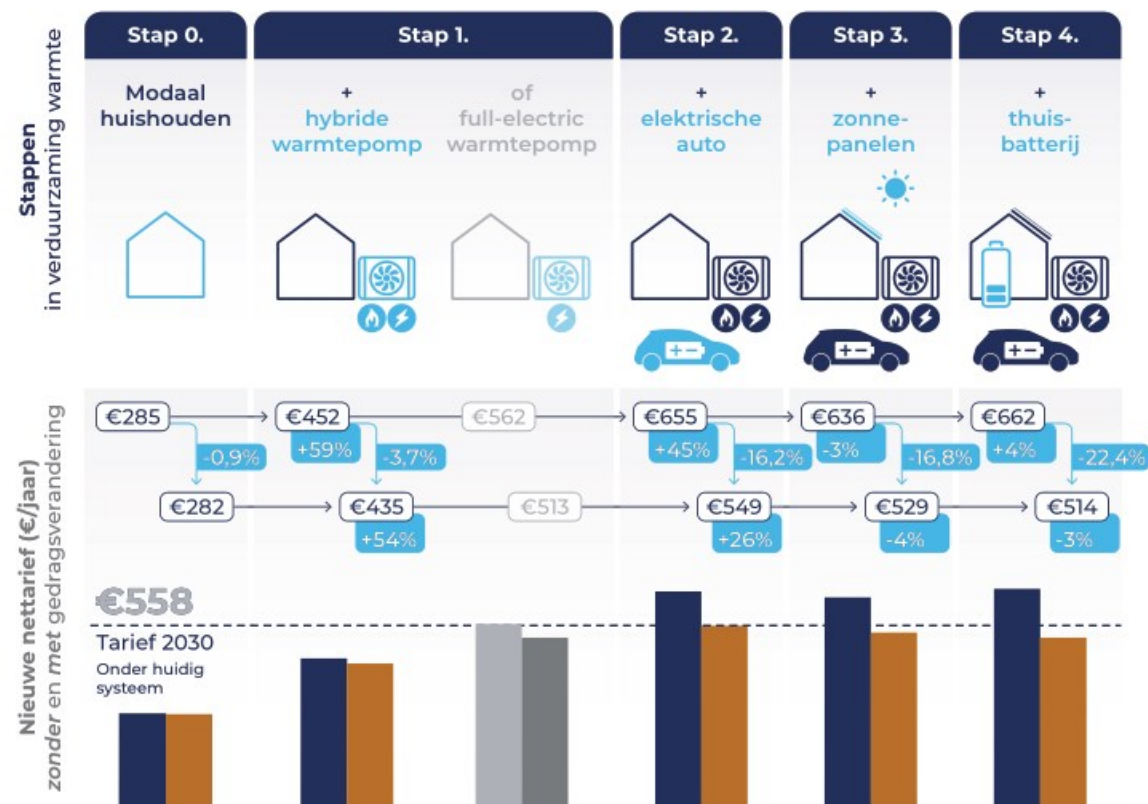 Stap 0.
Stap 1.
Stap 2.
Stap 3.
Stap 4.
Stappen
in verduurzaming warmte
Modaal
huishouden
+
hybride
warmtepomp
of
full-electric
warmtepomp
+
elektrische
auto
+
zonne-
panelen
+
thuis-
batterij
Nieuwe nettarief (€/jaar)
zonder en met gedragsverandering
€285
€452
€562
€655
€636
€662
+59%
+45%
-3%
+4%
-0,9%
-3,7%
-16,2%
-16,8%
-22,4%
€282
€435
€513
€549
€529
€514
+54%
+26%
-4%
-3%
€558
Tarief 2030
Onder huidig
systeem